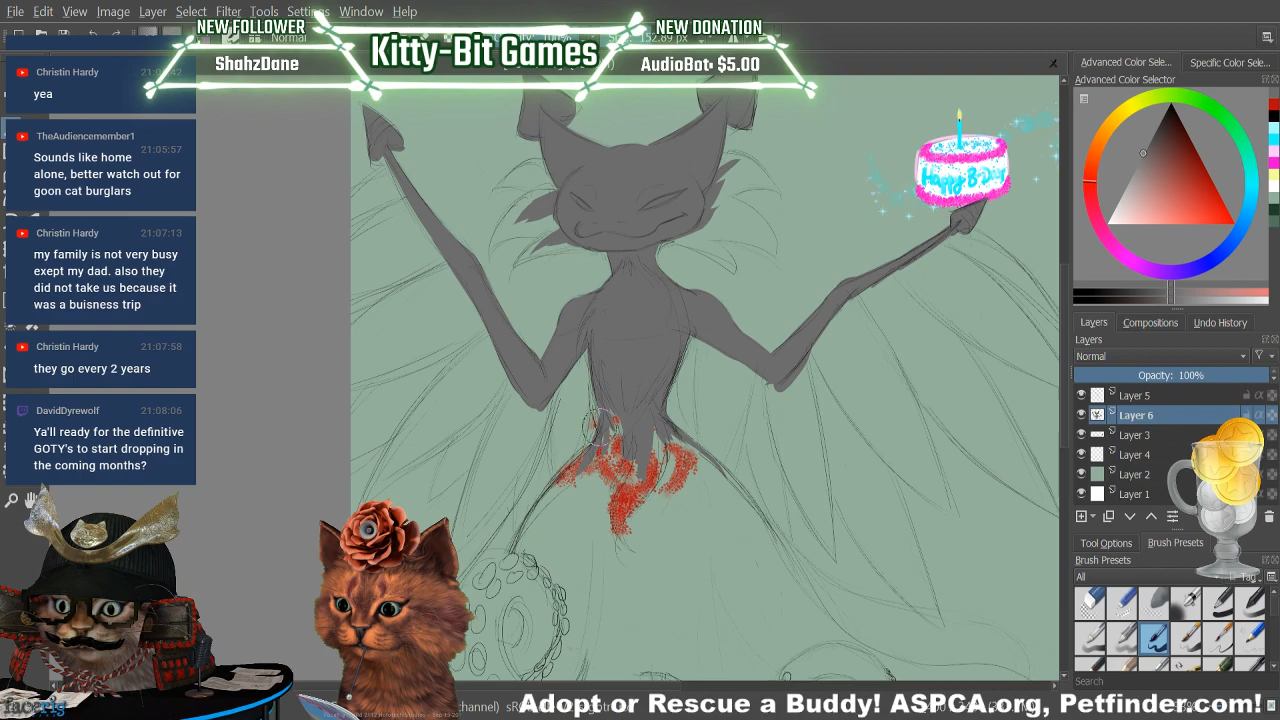 File Edit View Image Layer Select Filter Tools Settings Window Help
NEW FOLLOWER
ShahzDane
Kitty-Bit Games
NEW DONATION
AudioBot• $5.00
Normal
152.89 px
Christin Hardy
yea
TheAudiencemember1
21:05:57
Sounds like home
alone, better watch out for
goon cat burglars
Christin Hardy 21:07:13
my family is not very busy
exept my dad. also they
did not take us because it
was a buisness trip
Christin Hardy 21:07:58
they go every 2 years
DavidDyrewolf 21:08:06
Ya'll ready for the definitive
GOTY's to start dropping in
the coming months?
Happy B-Day
Advanced Color Selec... Specific Color Sele...
Advanced Color Selector
Layers Compositions Undo History
Layers
Normal
Opacity: 100%
Layer 5
Layer 6
Layer 3
Layer 4
Layer 2
Layer 1
Tool Options Brush Presets
All
Tag
Search
facerig
Adopt or Rescue a Buddy! ASPCA.org, Petfinder.com!